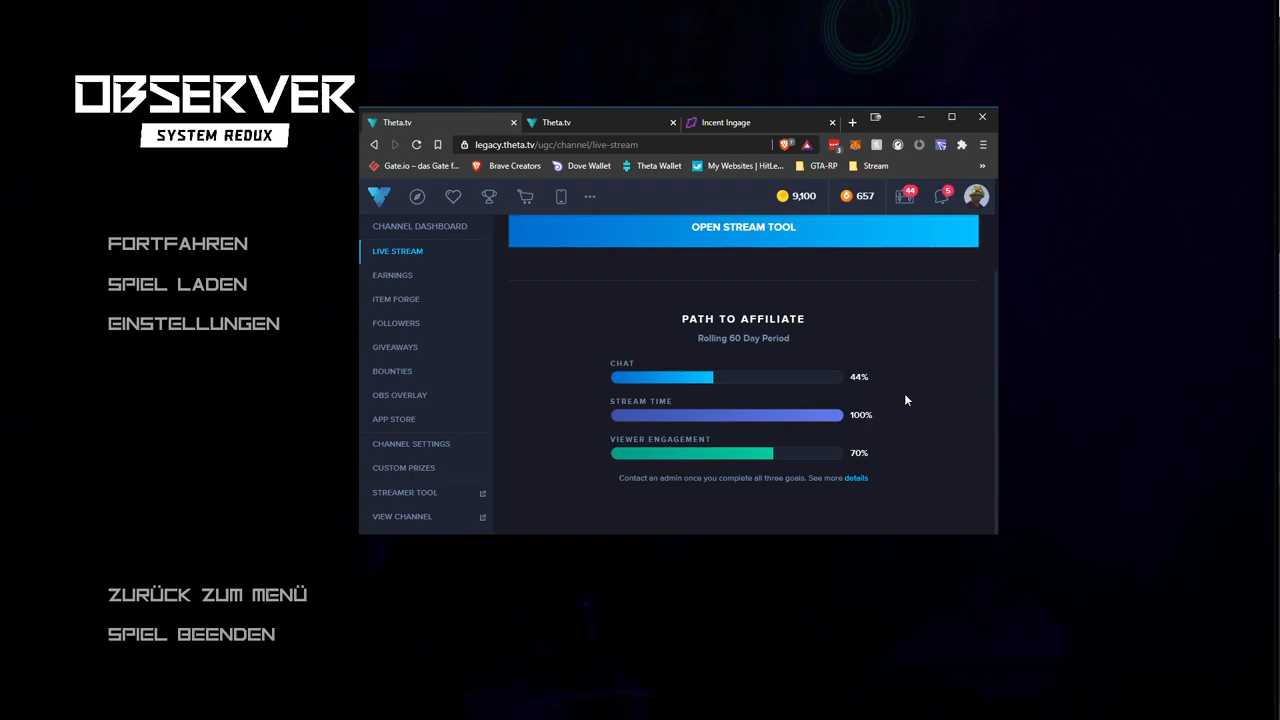 OBSERVER
SYSTEM REDUX
FORTFAHREN
SPIEL LADEN
EINSTELLUNGEN
ZURÜCK ZUM MENÜ
SPIEL BEENDEN
Theta.tv
Theta.tv
Incent Ingage
legacy.theta.tv/ugc/channel/live-stream
Gate.io – das Gate f...
Brave Creators
Dove Wallet
Theta Wallet
My Websites | HitLe...
GTA-RP
Stream
»
9,100
657
44
5
CHANNEL DASHBOARD
LIVE STREAM
EARNINGS
ITEM FORGE
FOLLOWERS
GIVEAWAYS
BOUNTIES
OBS OVERLAY
APP STORE
CHANNEL SETTINGS
CUSTOM PRIZES
STREAMER TOOL
VIEW CHANNEL
OPEN STREAM TOOL
PATH TO AFFILIATE
Rolling 60 Day Period
CHAT
44%
STREAM TIME
100%
VIEWER ENGAGEMENT
70%
Contact an admin once you complete all three goals. See more details